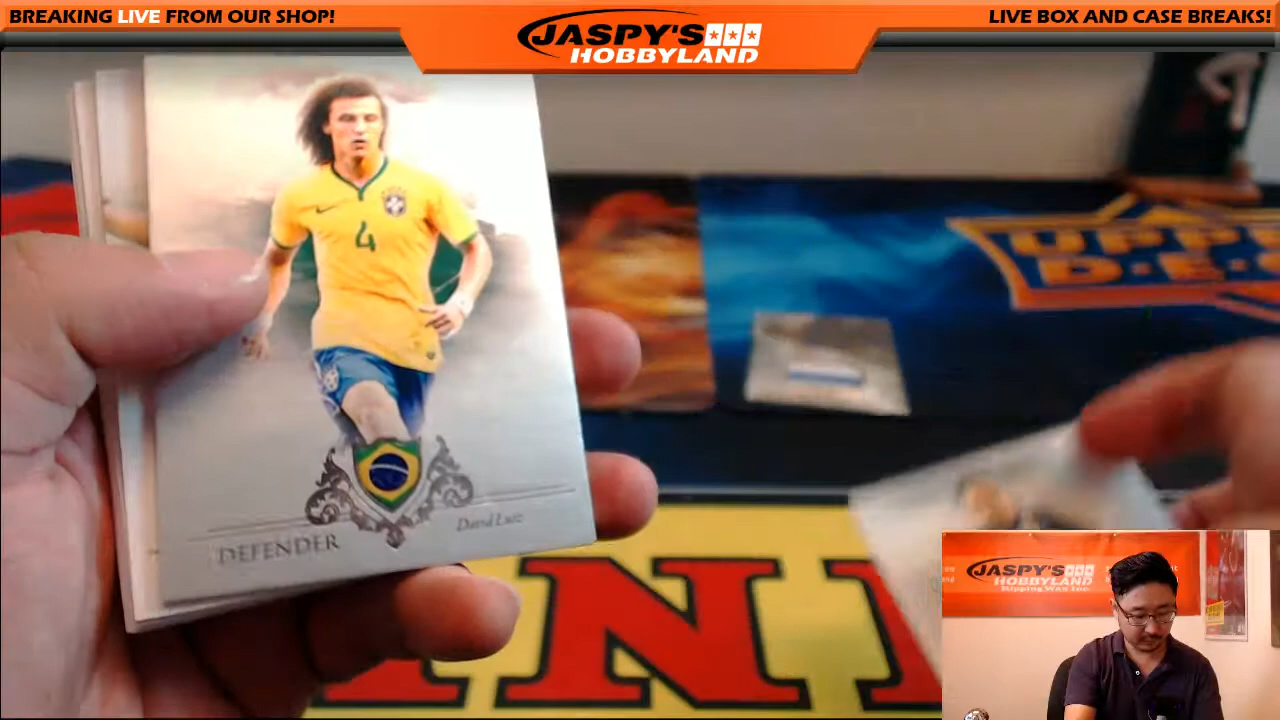 BREAKING LIVE FROM OUR SHOP!
JASPY'S
HOBBYLAND
LIVE BOX AND CASE BREAKS!
4
DEFENDER
David Luiz
UPPE
D·E·C
JASPY'S
HOBBYLAND
Ripping Wax Inc.